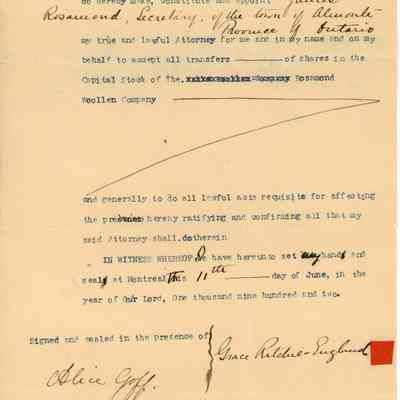 do hereby make, constitute and appoint James
Rosamond, Secretary, of the town of Almonte
Province of Ontario
my true and lawful Attorney for me and in my name and on my
behalf to accept all transfers of shares in the
Capital Stock of the Rosamond
Woollen Company
and generally to do all lawful acts requisite for effecting
the premises hereby ratifying and confirming all that my
said Attorney shall do therein
IN WITNESS WHEREOF I have hereunto set my hand and
seal at Montreal this 11th day of June, in the
year of Our Lord, One thousand nine hundred and two.
Signed and sealed in the Presence of
Grace Ritchie-England
Alice Goff.